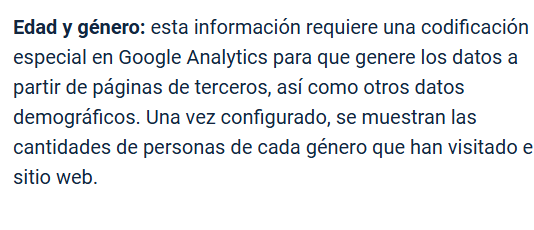 Edad y género: esta información requiere una codificación
especial en Google Analytics para que genere los datos a
partir de páginas de terceros, así como otros datos
demográficos. Una vez configurado, se muestran las
cantidades de personas de cada género que han visitado e
sitio web.